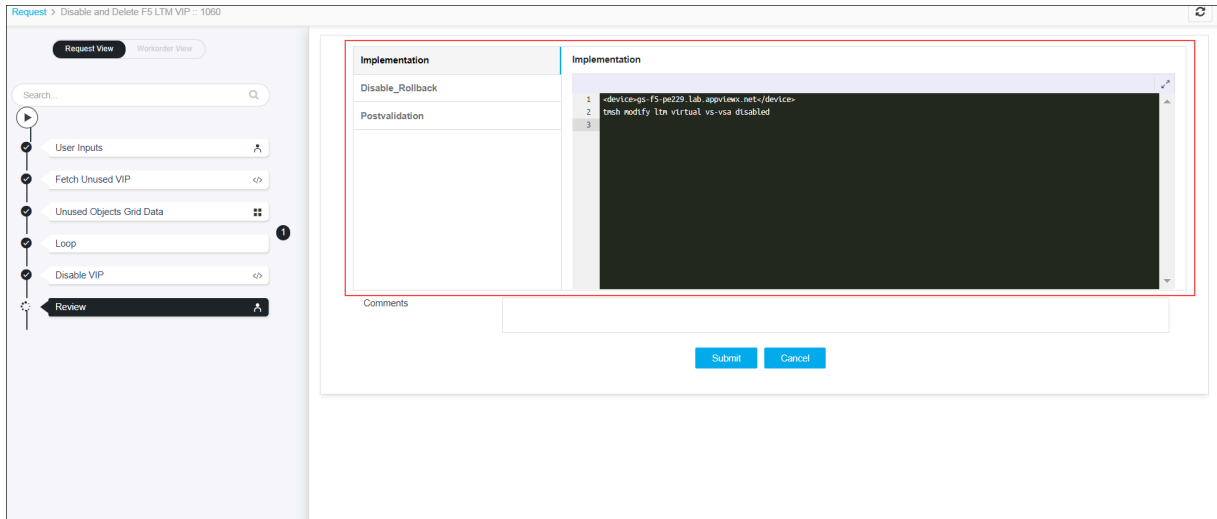 Request > Disable and Delete F5 LTM VIP :: 1060
Request View
Workorder View
Search...
User Inputs
Fetch Unused VIP
</>
Unused Objects Grid Data
Loop
1
Disable VIP
</>
Review
Implementation
Disable_Rollback
Postvalidation
Implementation
1 <device>gs-f5-pe229.lab.appviewx.net</device>
2 tmsh modify ltm virtual vs-vsa disabled
3
Comments
Submit
Cancel